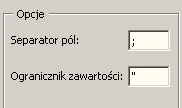 Opcje
Separator pól: ;
Ogranicznik zawartości: "